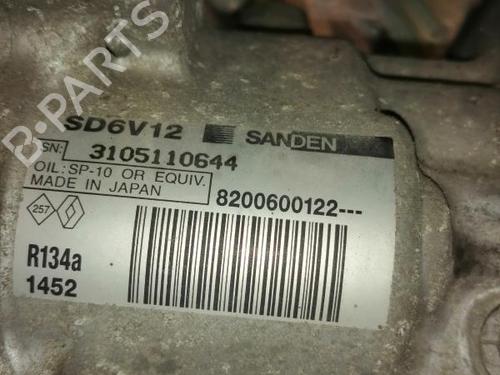 B-PARTS
SD6V12 SANDEN
SN: 3105110644
OIL:SP-10 OR EQUIV.
MADE IN JAPAN
8200600122---
257
R134a
1452